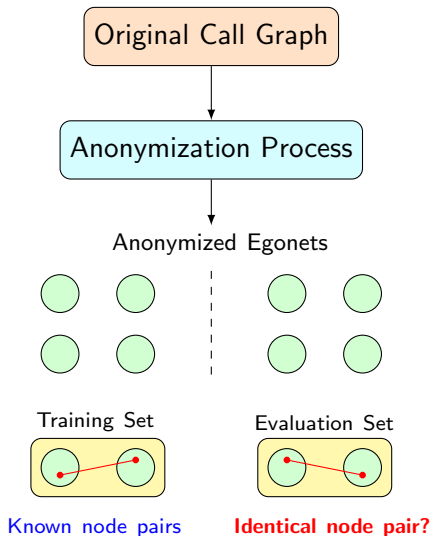 Original Call Graph
Anonymization Process
Anonymized Egonets
Training Set
Evaluation Set
Known node pairs
Identical node pair?